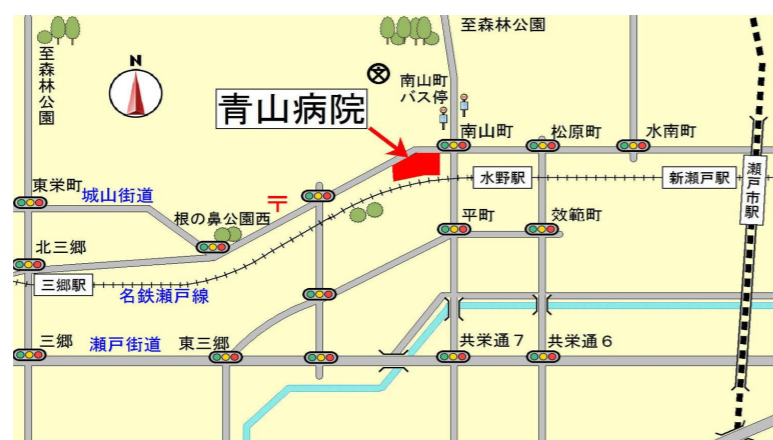 至森林公園
至森林公園
N
南山町
バス停
青山病院
南山町
松原町
水南町
東栄町
城山街道
〒
水野駅
新瀬戸駅
瀬戸市駅
根の鼻公園西
平町
効範町
北三郷
三郷駅
名鉄瀬戸線
三郷
瀬戸街道
東三郷
共栄通7
共栄通6